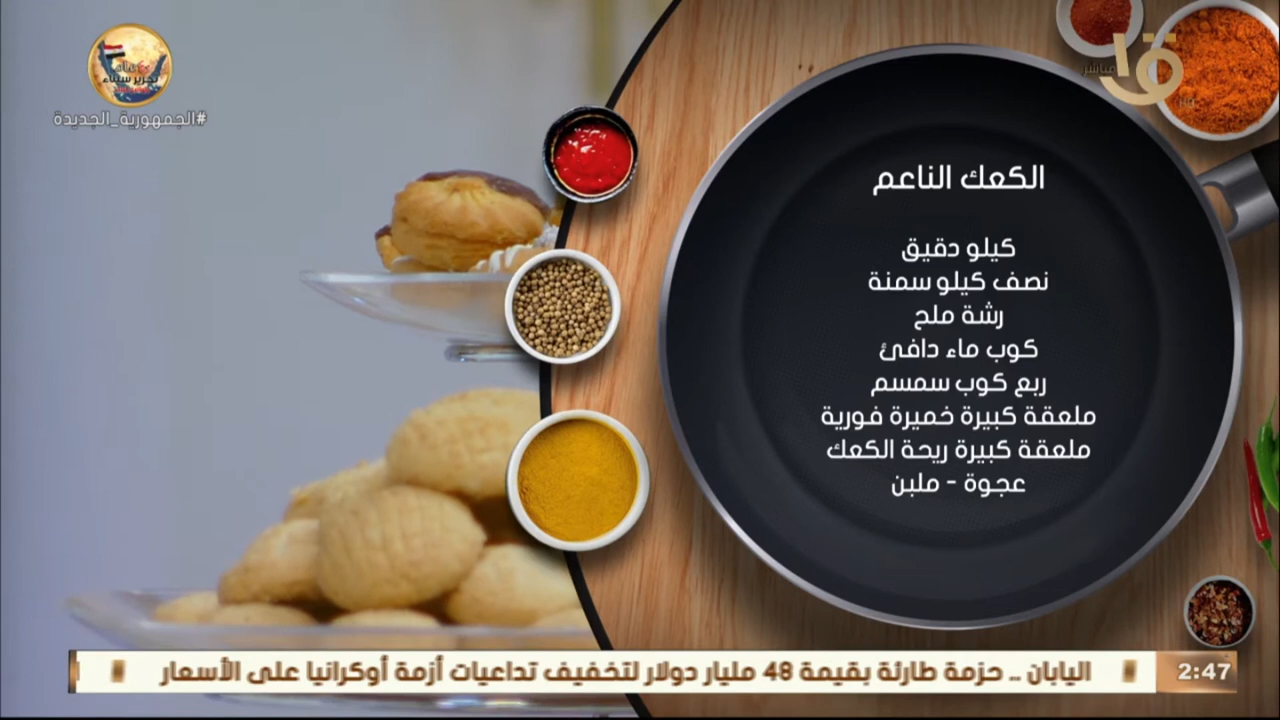 #الجمهورية_الجديدة
مباشر
الكعك الناعم
كيلو دقيق
نصف كيلو سمنة
رشة ملح
كوب ماء دافئ
ربع كوب سمسم
ملعقة كبيرة خميرة فورية
ملعقة كبيرة ريحة الكعك
عجوة - ملبن
اليابان .. حزمة طارئة بقيمة 48 مليار دولار لتخفيف تداعيات أزمة أوكرانيا على الأسعار
2:47